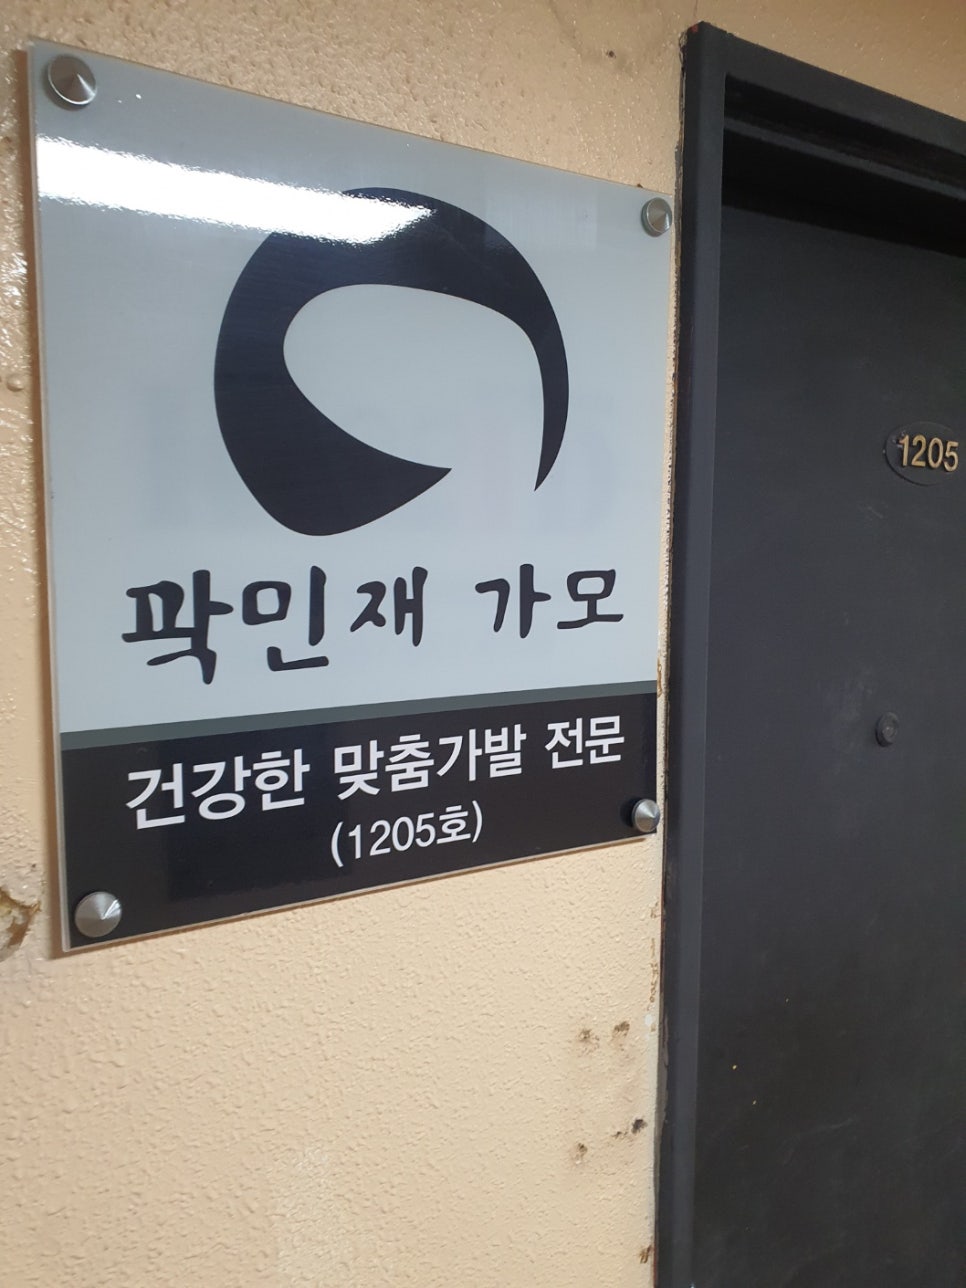 곽민재 가모
건강한 맞춤가발 전문
(1205호)
1205